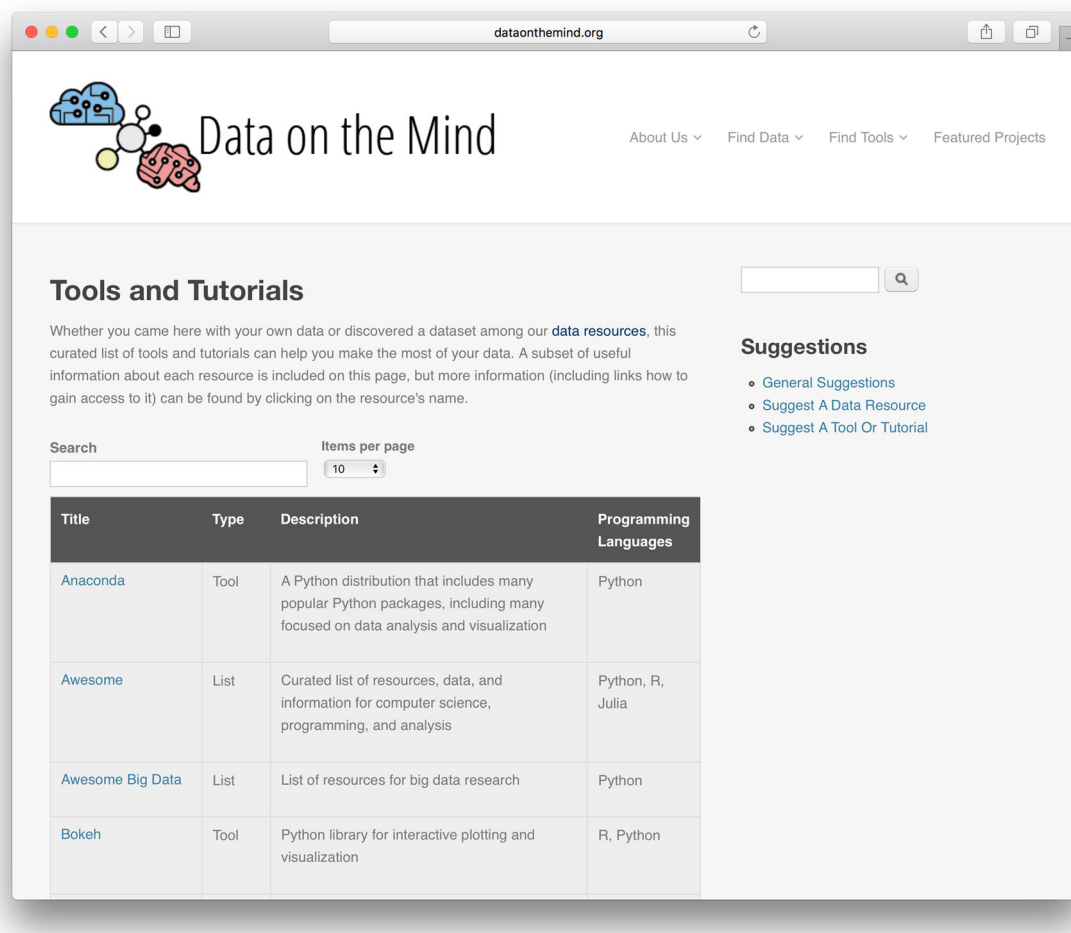 dataonthemind.org
Data on the Mind
About Us
Find Data
Find Tools
Featured Projects
Tools and Tutorials
Whether you came here with your own data or discovered a dataset among our data resources, this
curated list of tools and tutorials can help you make the most of your data. A subset of useful
information about each resource is included on this page, but more information (including links how to
gain access to it) can be found by clicking on the resource's name.
Suggestions
General Suggestions
Suggest A Data Resource
Suggest A Tool Or Tutorial
Search
Items per page
10
Title
Type
Description
Programming
Languages
Anaconda
Tool
A Python distribution that includes many
popular Python packages, including many
focused on data analysis and visualization
Python
Awesome
List
Curated list of resources, data, and
information for computer science,
programming, and analysis
Python, R,
Julia
Awesome Big Data
List
List of resources for big data research
Python
Bokeh
Tool
Python library for interactive plotting and
visualization
R, Python